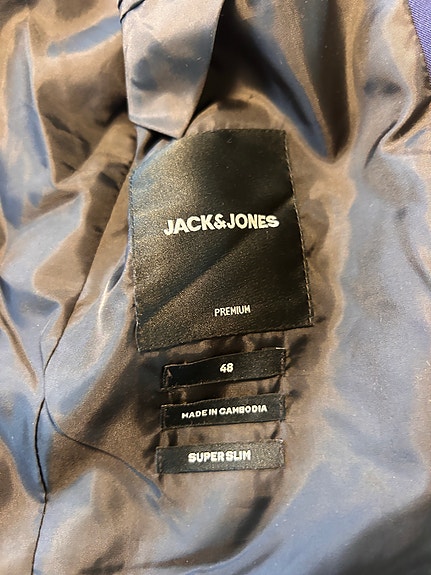 JACK&JONES
PREMIUM
48
MADE IN CAMBODIA
SUPER SLIM